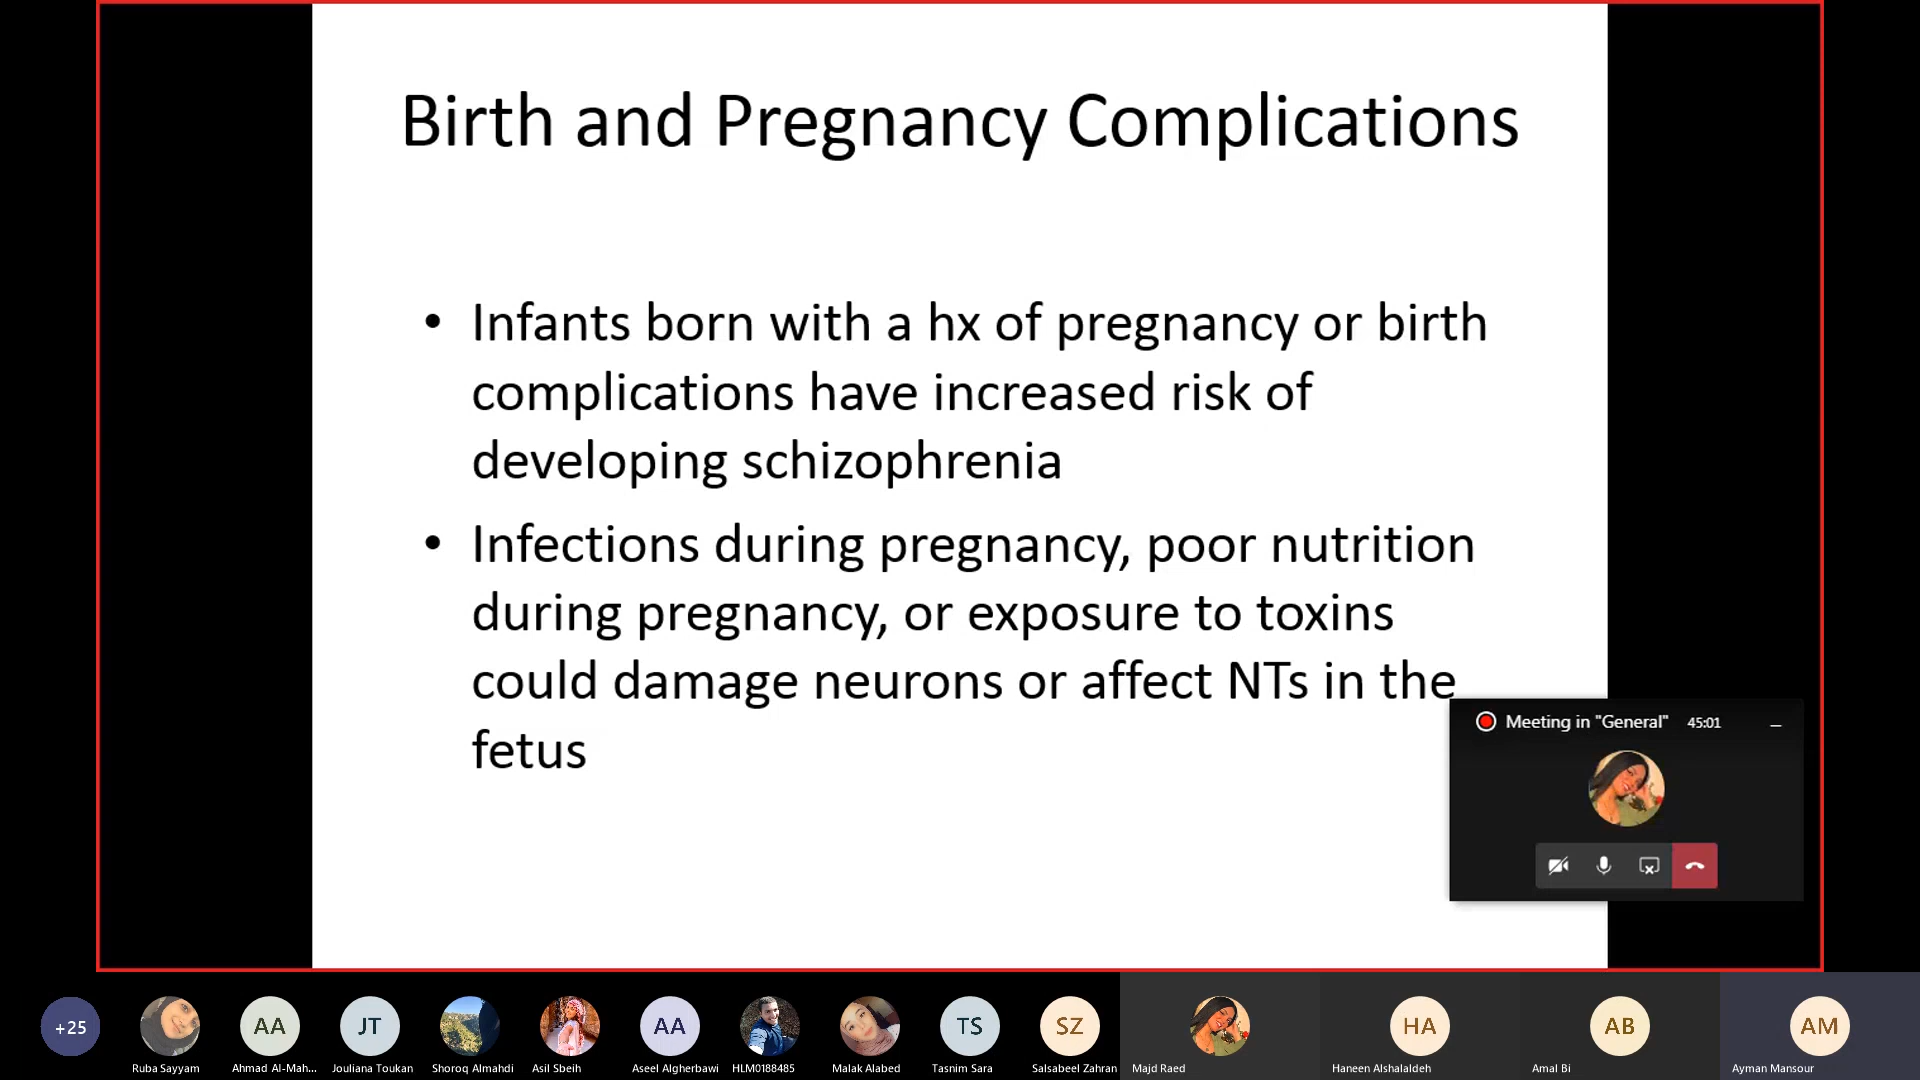 Birth and Pregnancy Complications
• Infants born with a hx of pregnancy or birth
complications have increased risk of
developing schizophrenia
• Infections during pregnancy, poor nutrition
during pregnancy, or exposure to toxins
could damage neurons or affect NTs in the
fetus
Meeting in "General" 45:01
+25
AA
JT
AA
TS
SZ
HA
AB
AM
Ruba Sayyam
Ahmad Al-Mah...
Jouliana Toukan
Shoroq Almahdi
Asil Sbeih
Aseel Algherbawi
HLM0188485
Malak Alabed
Tasnim Sara
Salsabeel Zahran
Majd Raed
Haneen Alshalaldeh
Amal Bi
Ayman Mansour